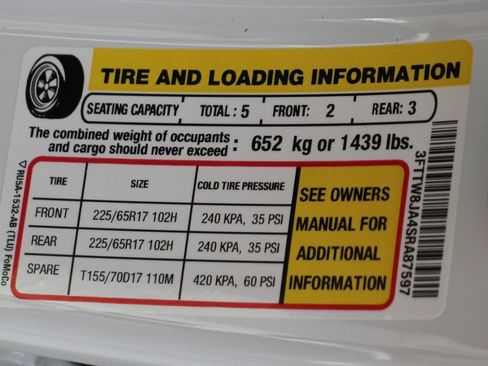 TIRE AND LOADING INFORMATION
SEATING CAPACITY TOTAL : 5 FRONT: 2 REAR: 3
The combined weight of occupants and cargo should never exceed : 652 kg or 1439 lbs.
TIRE SIZE COLD TIRE PRESSURE
FRONT 225/65R17 102H 240 KPA, 35 PSI
REAR 225/65R17 102H 240 KPA, 35 PSI
SPARE T155/70D17 110M 420 KPA, 60 PSI
SEE OWNERS
MANUAL FOR
ADDITIONAL
INFORMATION
3FTTW8JA4SRA87597
RU5A-1532-AB (TLU) FoMoCo